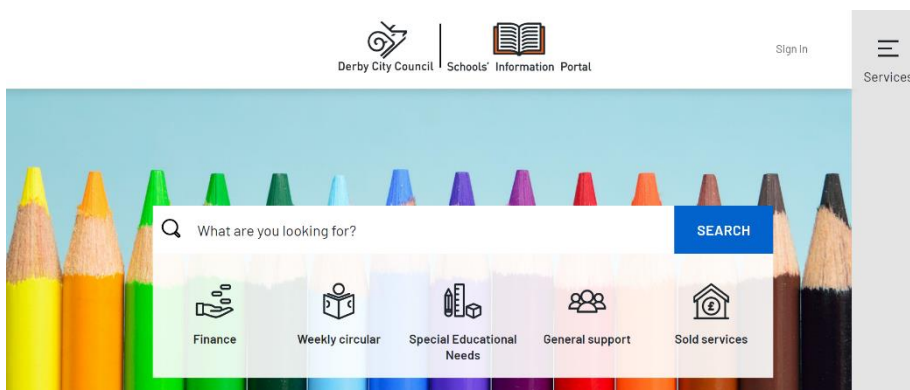 Derby City Council
Schools' Information Portal
Sign In
Services
What are you looking for?
SEARCH
Finance
Weekly circular
Special Educational
Needs
General support
£
Sold services